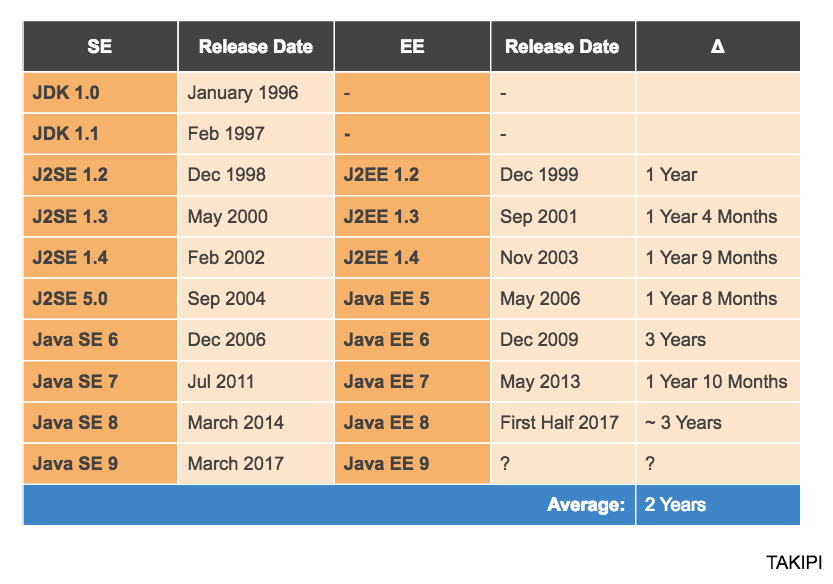 SE Release Date EE Release Date Δ
JDK 1.0 January 1996 - -
JDK 1.1 Feb 1997 - -
J2SE 1.2 Dec 1998 J2EE 1.2 Dec 1999 1 Year
J2SE 1.3 May 2000 J2EE 1.3 Sep 2001 1 Year 4 Months
J2SE 1.4 Feb 2002 J2EE 1.4 Nov 2003 1 Year 9 Months
J2SE 5.0 Sep 2004 Java EE 5 May 2006 1 Year 8 Months
Java SE 6 Dec 2006 Java EE 6 Dec 2009 3 Years
Java SE 7 Jul 2011 Java EE 7 May 2013 1 Year 10 Months
Java SE 8 March 2014 Java EE 8 First Half 2017 ~ 3 Years
Java SE 9 March 2017 Java EE 9 ? ?
Average: 2 Years
TAKIPI